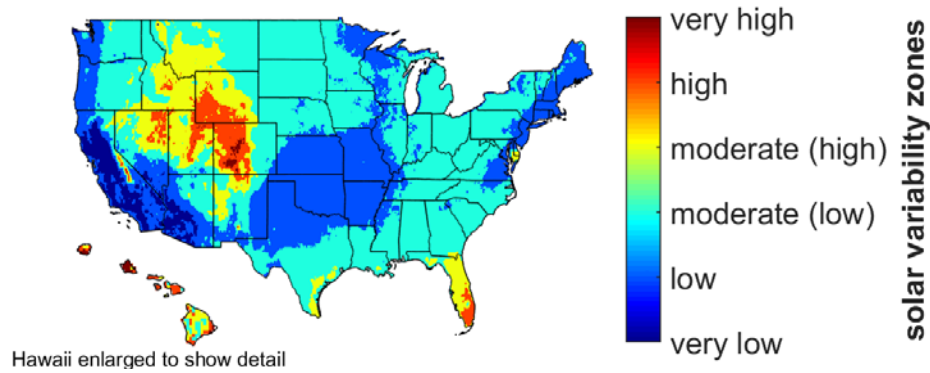 very high
high
moderate (high)
moderate (low)
low
very low
solar variability zones
Hawaii enlarged to show detail